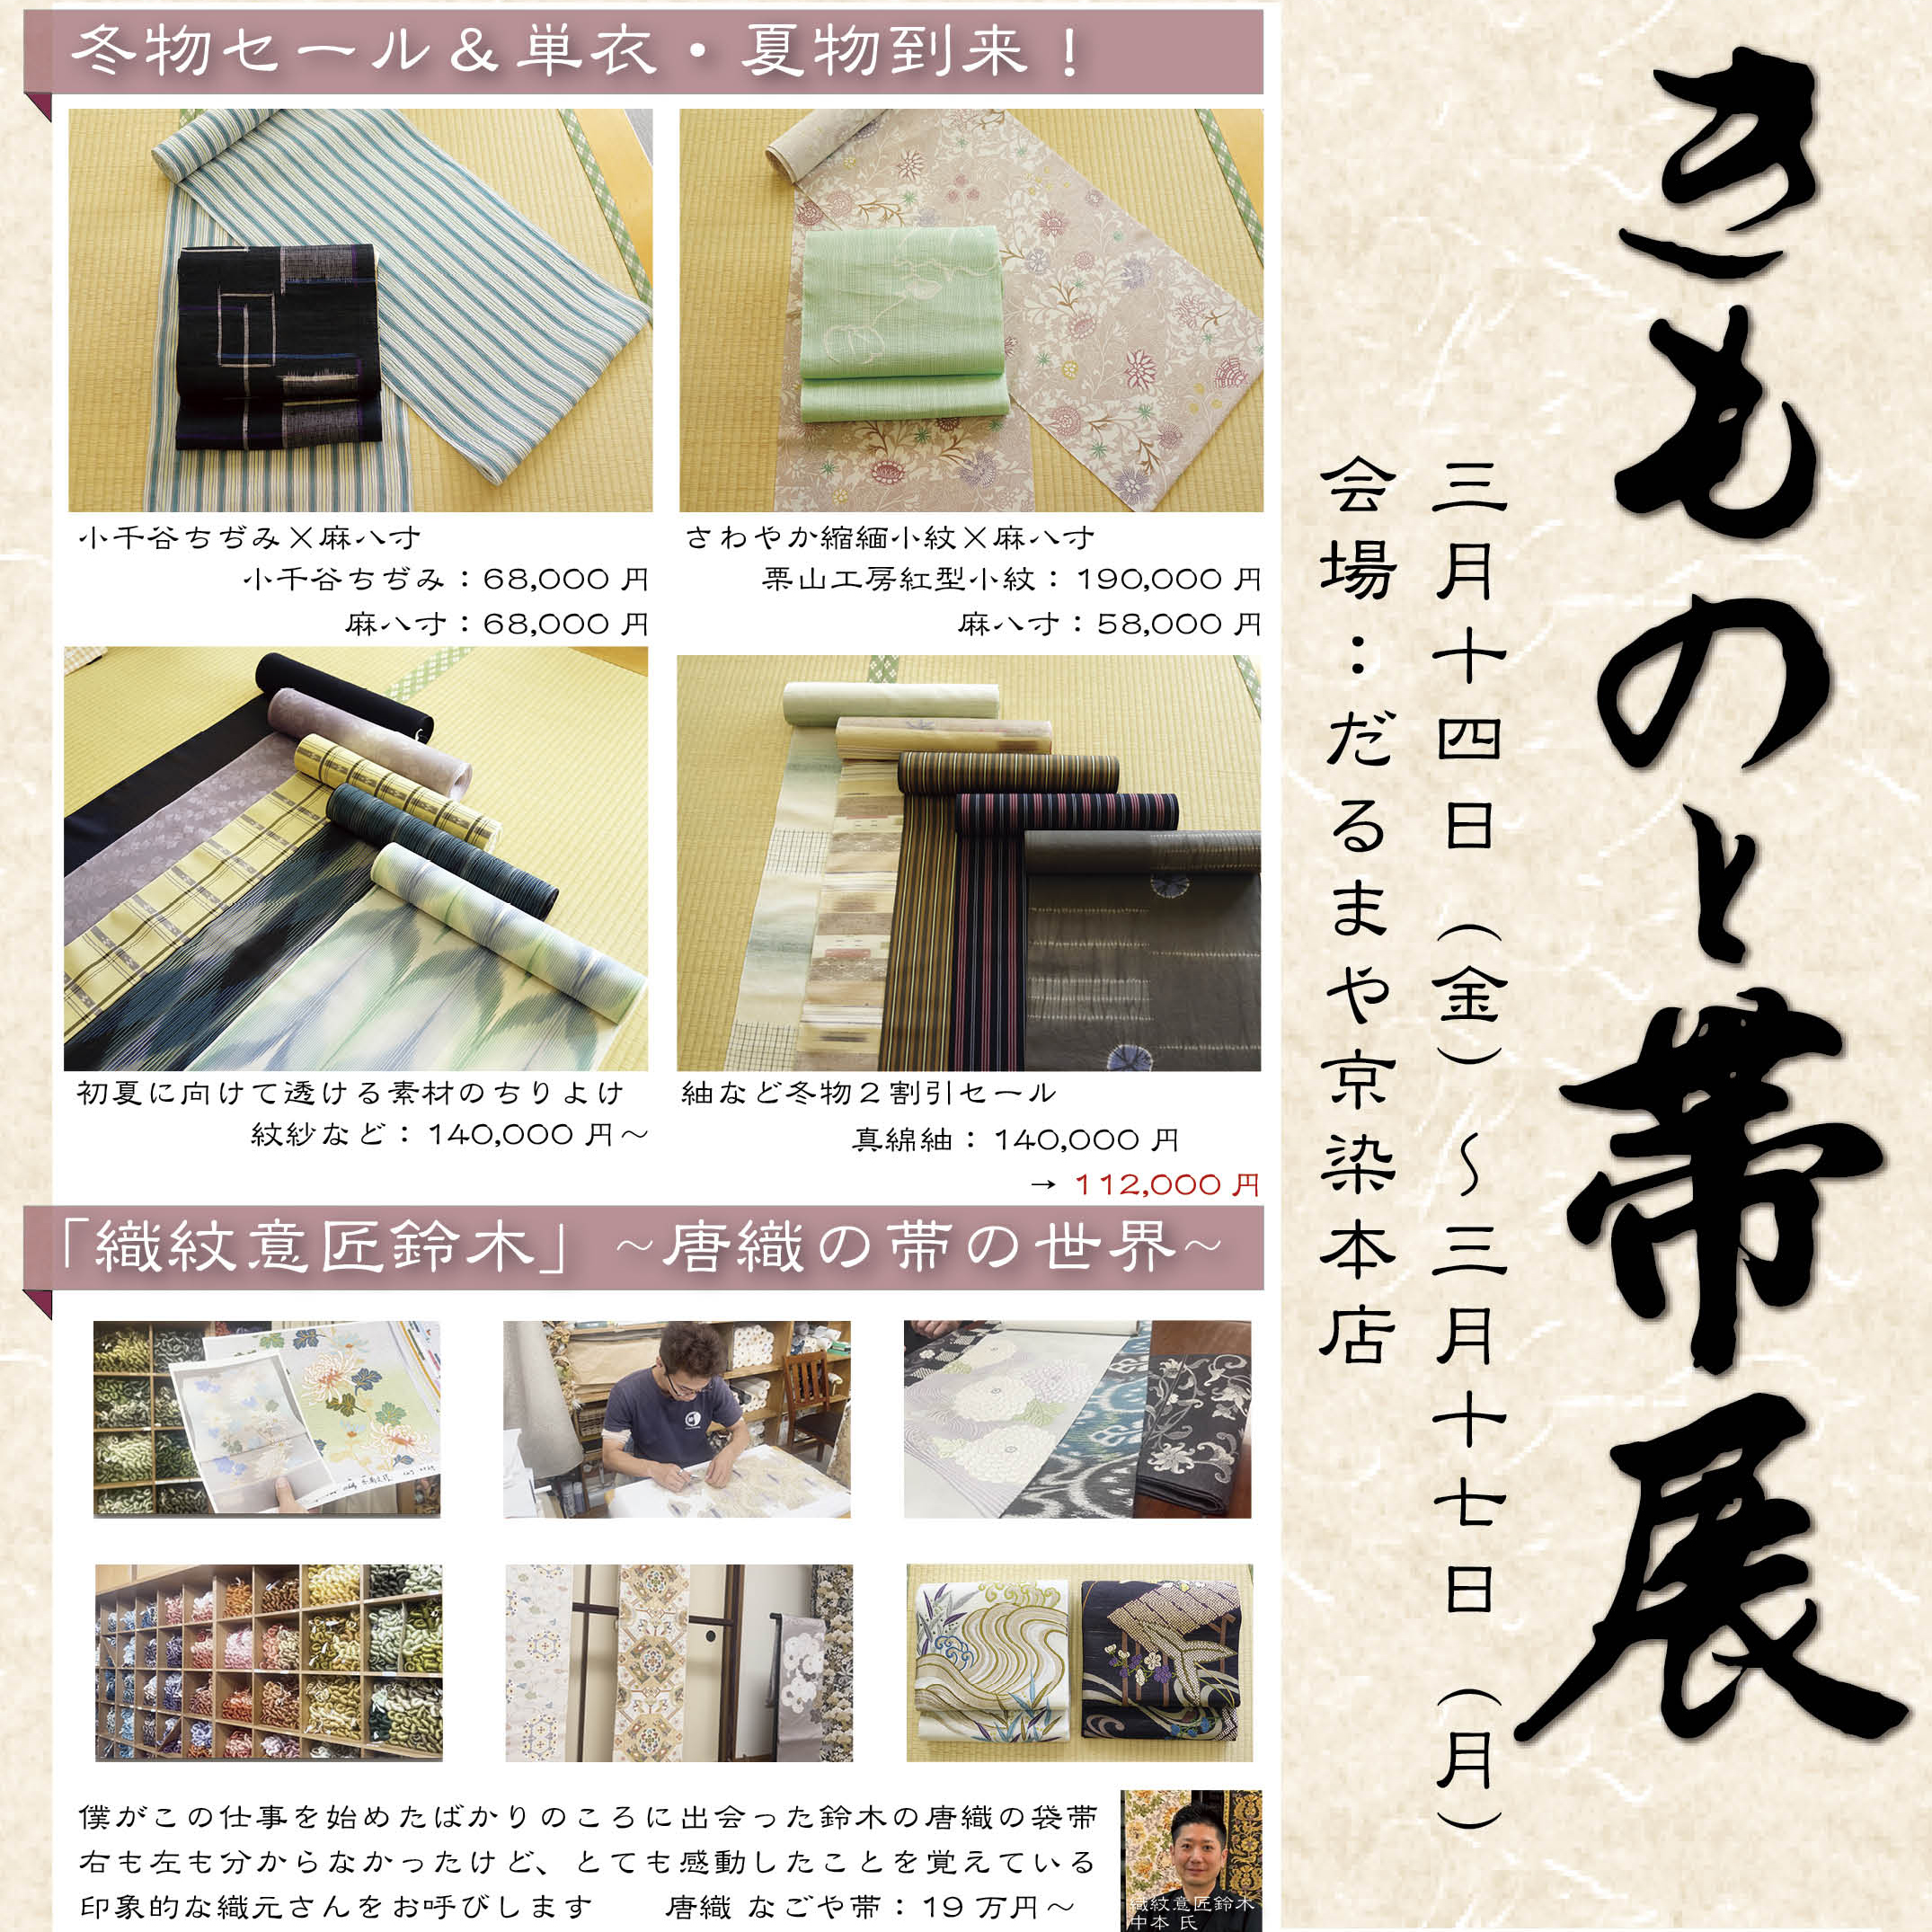 きものと帯展
三月十四日（金）～三月十七日（月）
会場：だるまや京染本店
冬物セール＆単衣・夏物到来！
小千谷ちぢみ×麻八寸
小千谷ちぢみ：68,000 円
麻八寸：68,000 円
さわやか縮緬小紋×麻八寸
栗山工房紅型小紋：190,000 円
麻八寸：58,000 円
初夏に向けて透ける素材のちりよけ
紋紗など：140,000 円～
紬など冬物２割引セール
真綿紬：140,000 円
→ 112,000 円
「織紋意匠鈴木」～唐織の帯の世界～
僕がこの仕事を始めたばかりのころに出会った鈴木の唐織の袋帯
右も左も分からなかったけど、とても感動したことを覚えている
印象的な織元さんをお呼びします　唐織 なごや帯：19 万円～
織紋意匠鈴木
中本 氏